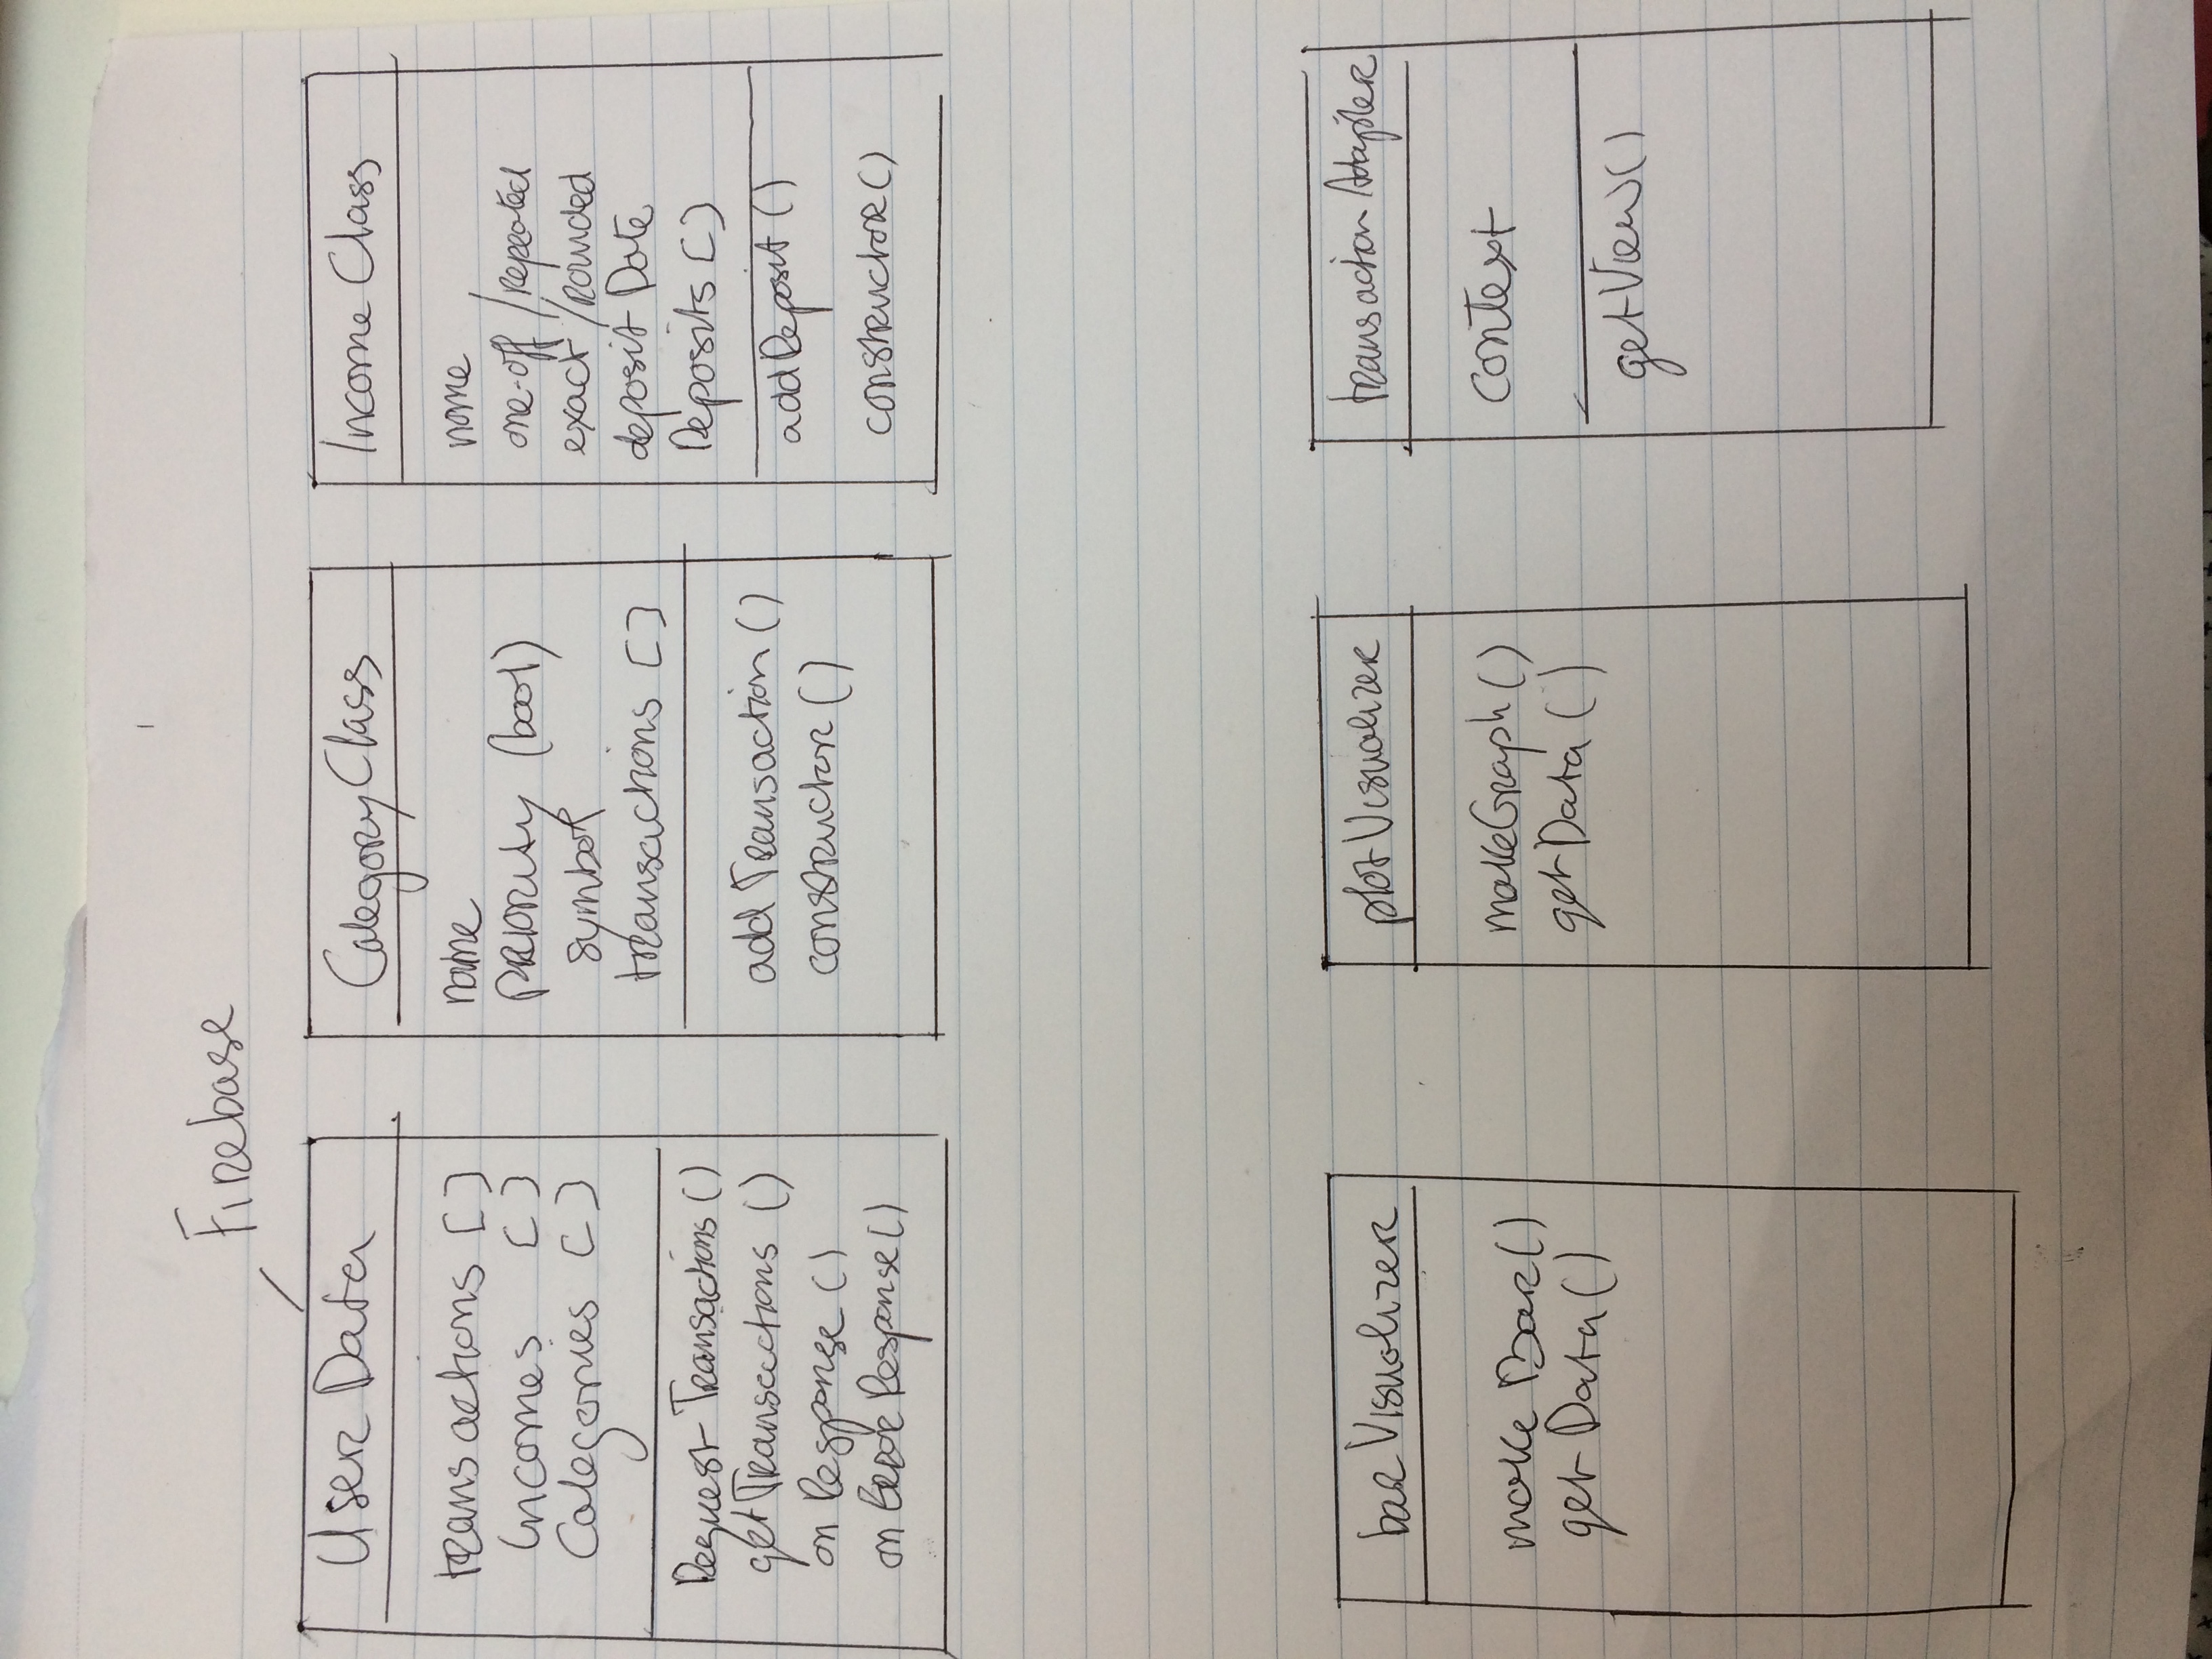 Firebase
User Data
transactions []
Incomes []
Categories []
Request Transactions ()
getTransactions ()
on Response ()
on Error Response ()
Category Class
name
Priority (bool)
symbol
transactions []
add Transaction ()
constructor ()
Income Class
name
one-off / Repeated
exact / Rounded
deposit Date
Deposits []
addDeposit ()
constructor ()
bar Visualizer
make Bar ()
get Data ()
plot Visualizer
makeGraph ()
get Data ()
transaction Adapter
context
getView ()